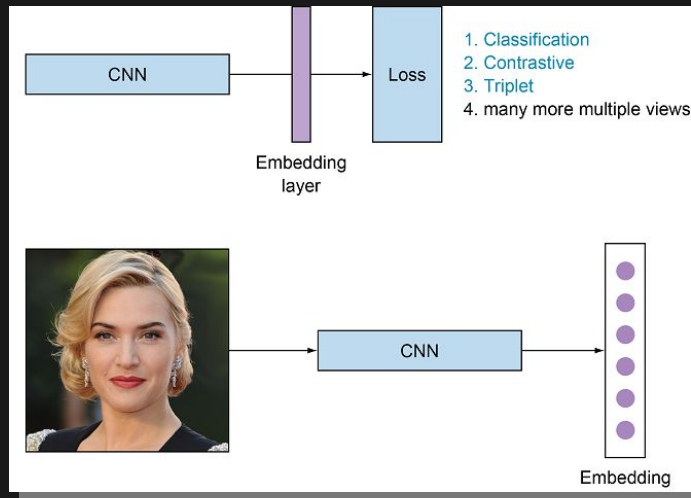 CNN
Loss
1. Classification
2. Contrastive
3. Triplet
4. many more multiple views
Embedding
layer
CNN
Embedding